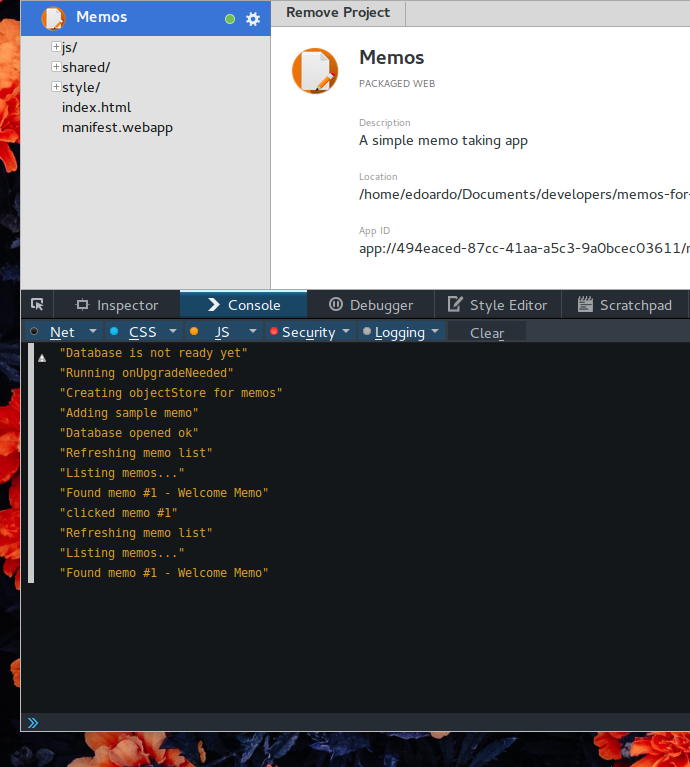 Memos
Remove Project
js/
shared/
style/
index.html
manifest.webapp
Memos
PACKAGED WEB
Description
A simple memo taking app
Location
/home/edoardo/Documents/developers/memos-for-
App ID
app://494eaced-87cc-41aa-a5c3-9a0bcec03611/
Inspector
Console
Debugger
Style Editor
Scratchpad
Net
CSS
JS
Security
Logging
Clear
"Database is not ready yet"
"Running onUpgradeNeeded"
"Creating objectStore for memos"
"Adding sample memo"
"Database opened ok"
"Refreshing memo list"
"Listing memos..."
"Found memo #1 - Welcome Memo"
"clicked memo #1"
"Refreshing memo list"
"Listing memos..."
"Found memo #1 - Welcome Memo"